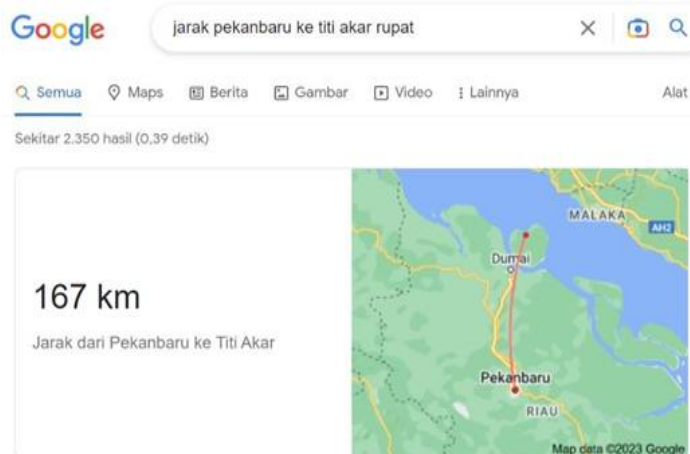 Google
jarak pekanbaru ke titi akar rupat
Semua Maps Berita Gambar Video Lainnya Alat
Sekitar 2.350 hasil (0,39 detik)
167 km
Jarak dari Pekanbaru ke Titi Akar
MALAKA
AH2
Dumai
Pekanbaru
RIAU
Map data ©2023 Google